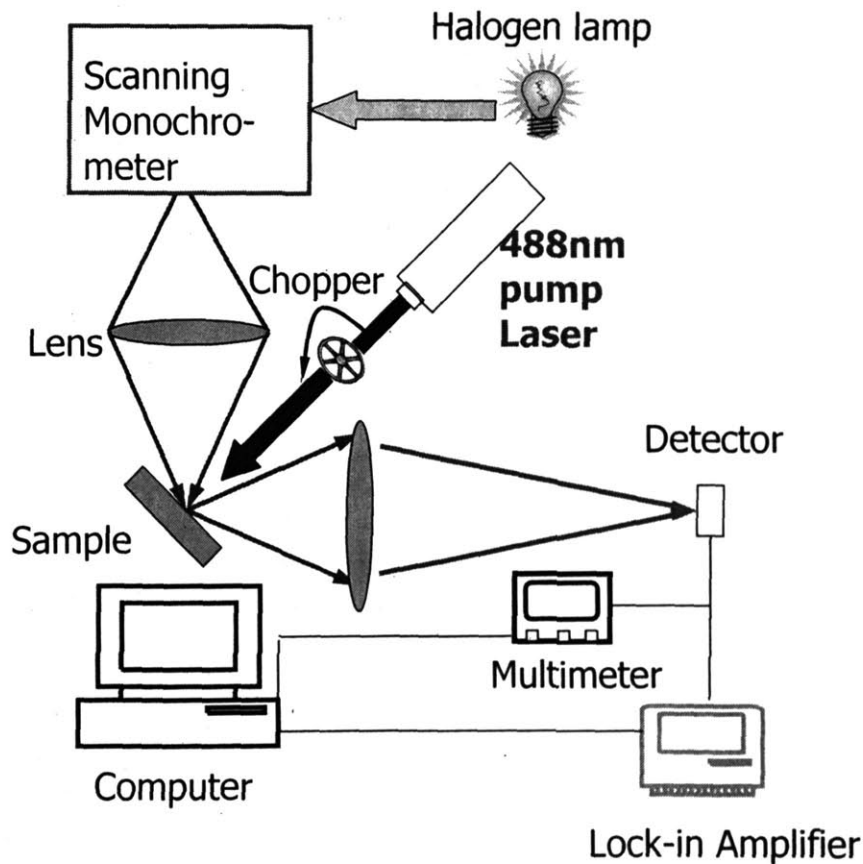 Halogen lamp
Scanning
Monochro-
meter
488nm
pump
Laser
Chopper
Lens
Detector
Sample
Multimeter
Computer
Lock-in Amplifier